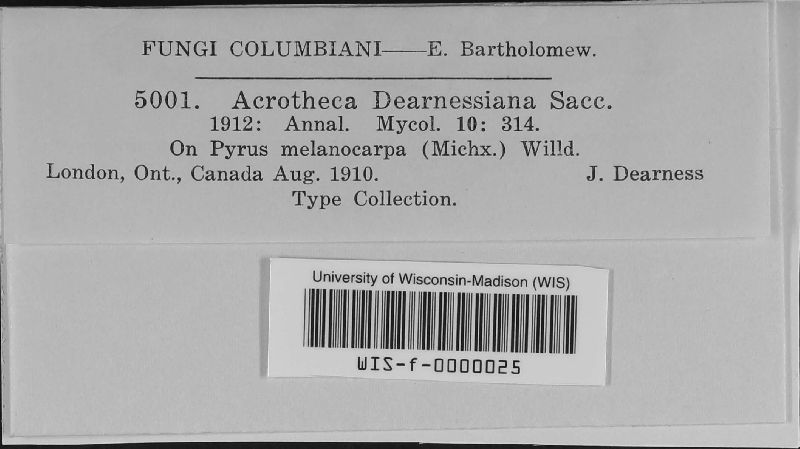 FUNGI COLUMBIANI——E. Bartholomew.
5001. Acrotheca Dearnessiana Sacc.
1912: Annal. Mycol. 10: 314.
On Pyrus melanocarpa (Michx.) Willd.
London, Ont., Canada Aug. 1910. J. Dearness
Type Collection.
University of Wisconsin-Madison (WIS)
WIS-f-0000025